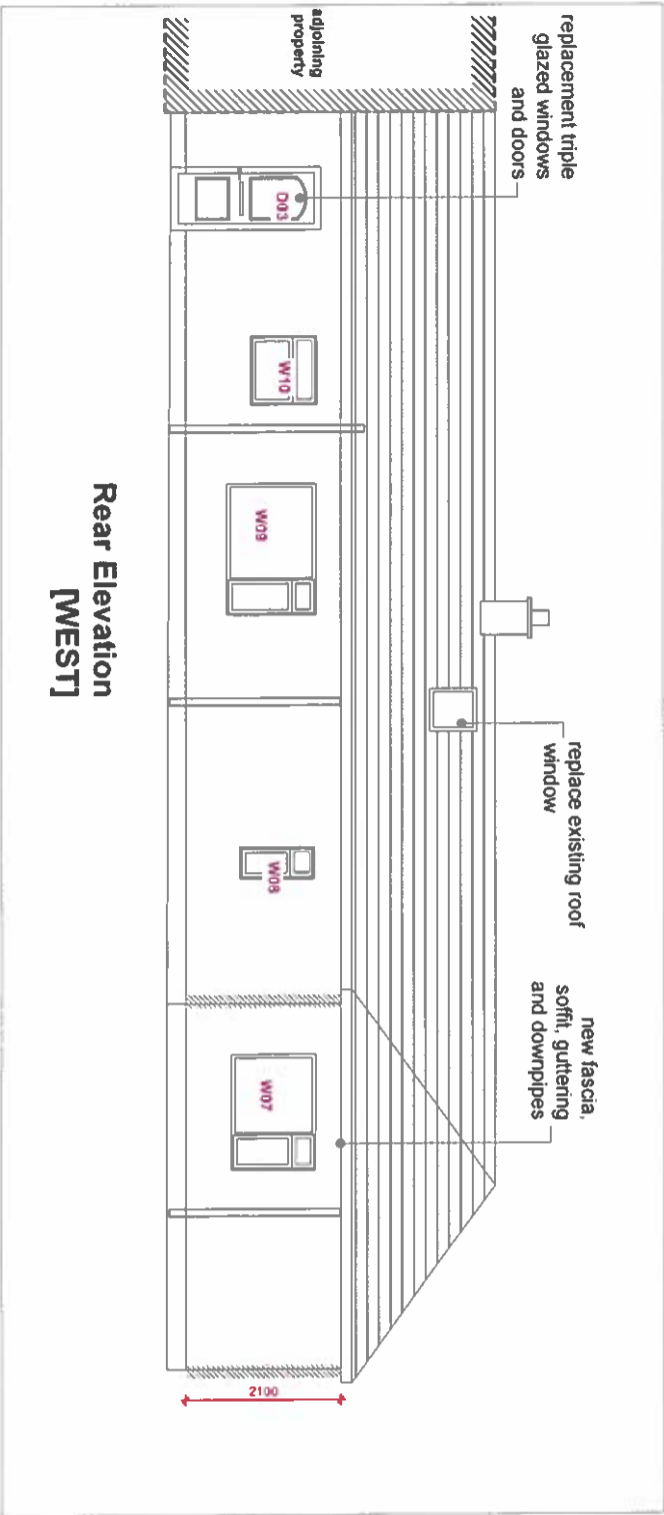 replacement triple
glazed windows
and doors
adjoining
property
replace existing roof
window
new fascia,
soffit, guttering
and downpipes
D03
W10
W09
W08
W07
2100
Rear Elevation
[WEST]